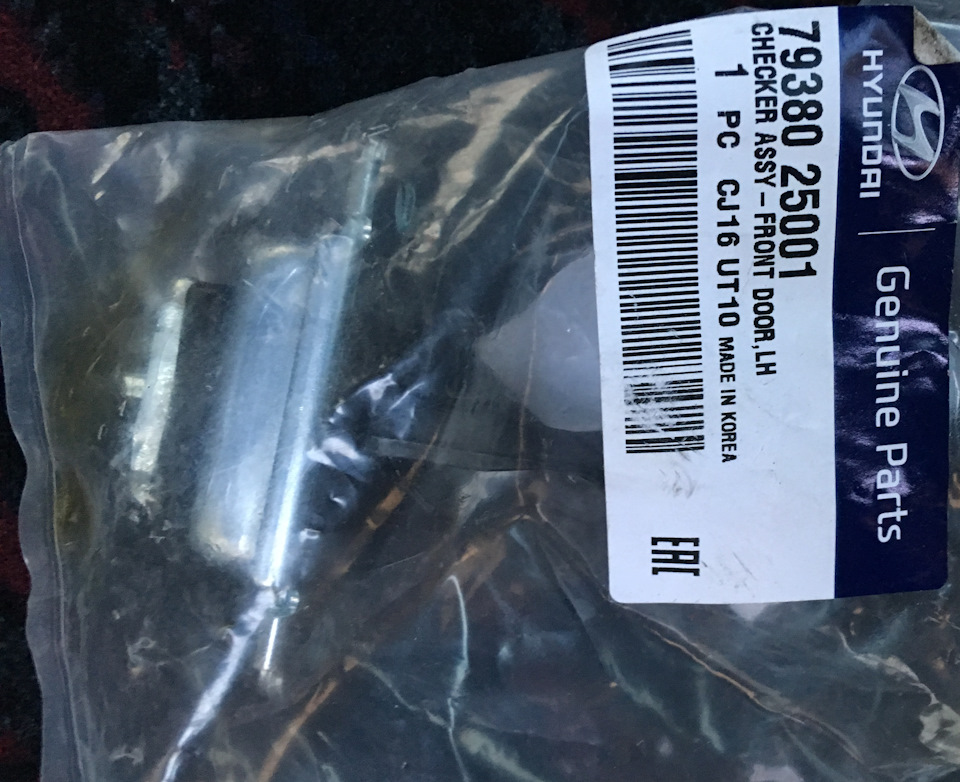 HYUNDAI | Genuine Parts
79380 25001
CHECKER ASSY-FRONT DOOR,LH
1 PC CJ16 UT10 MADE IN KOREA
EAC